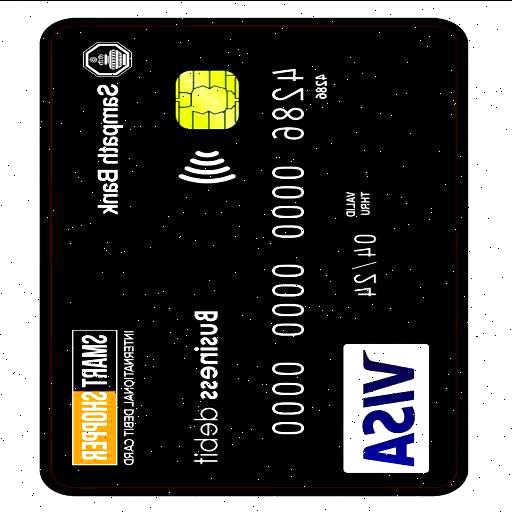 Sampath Bank
SMART SHOPPER
INTERNATIONAL DEBIT CARD
Business debit
4286 0000 0000 0000
4286
VALID
THRU
04/24
VISA